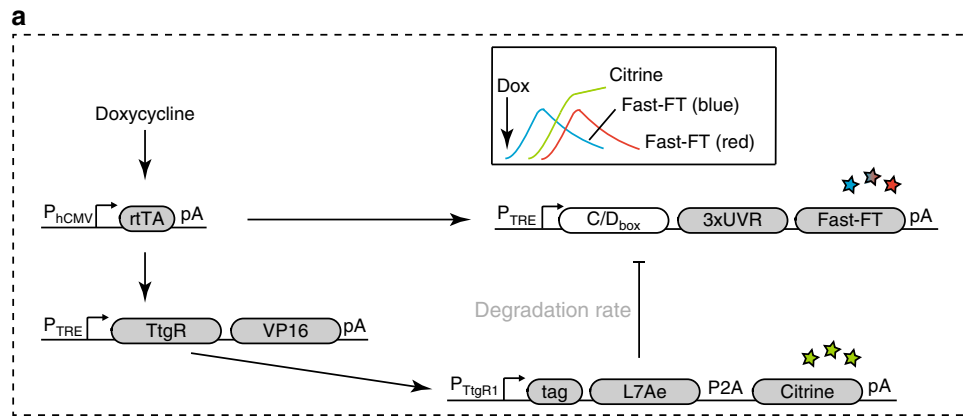 a
Dox
Citrine
Fast-FT (blue)
Fast-FT (red)
Doxycycline
PhCMV rtTA pA
PTRE C/Dbox 3xUVR Fast-FT pA
Degradation rate
PTRE TtgR VP16 pA
PTtgR1 tag L7Ae P2A Citrine pA